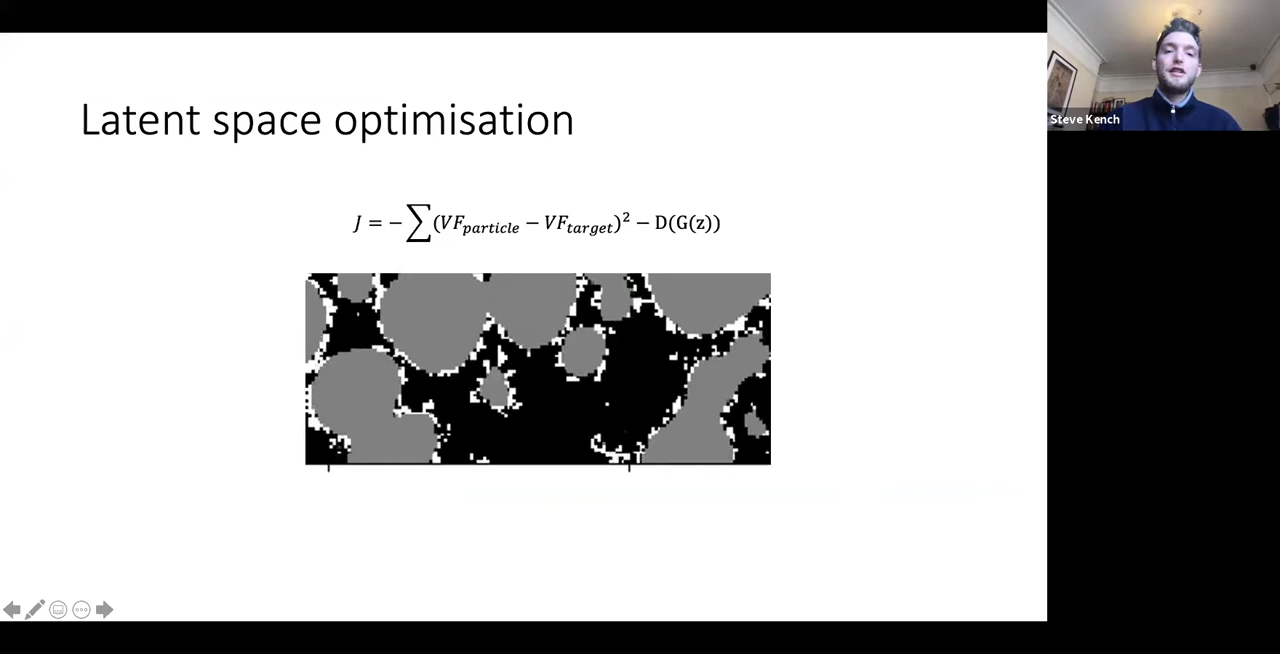 Latent space optimisation
J = − ∑(VF_particle − VF_target)² − D(G(z))
Steve Kench